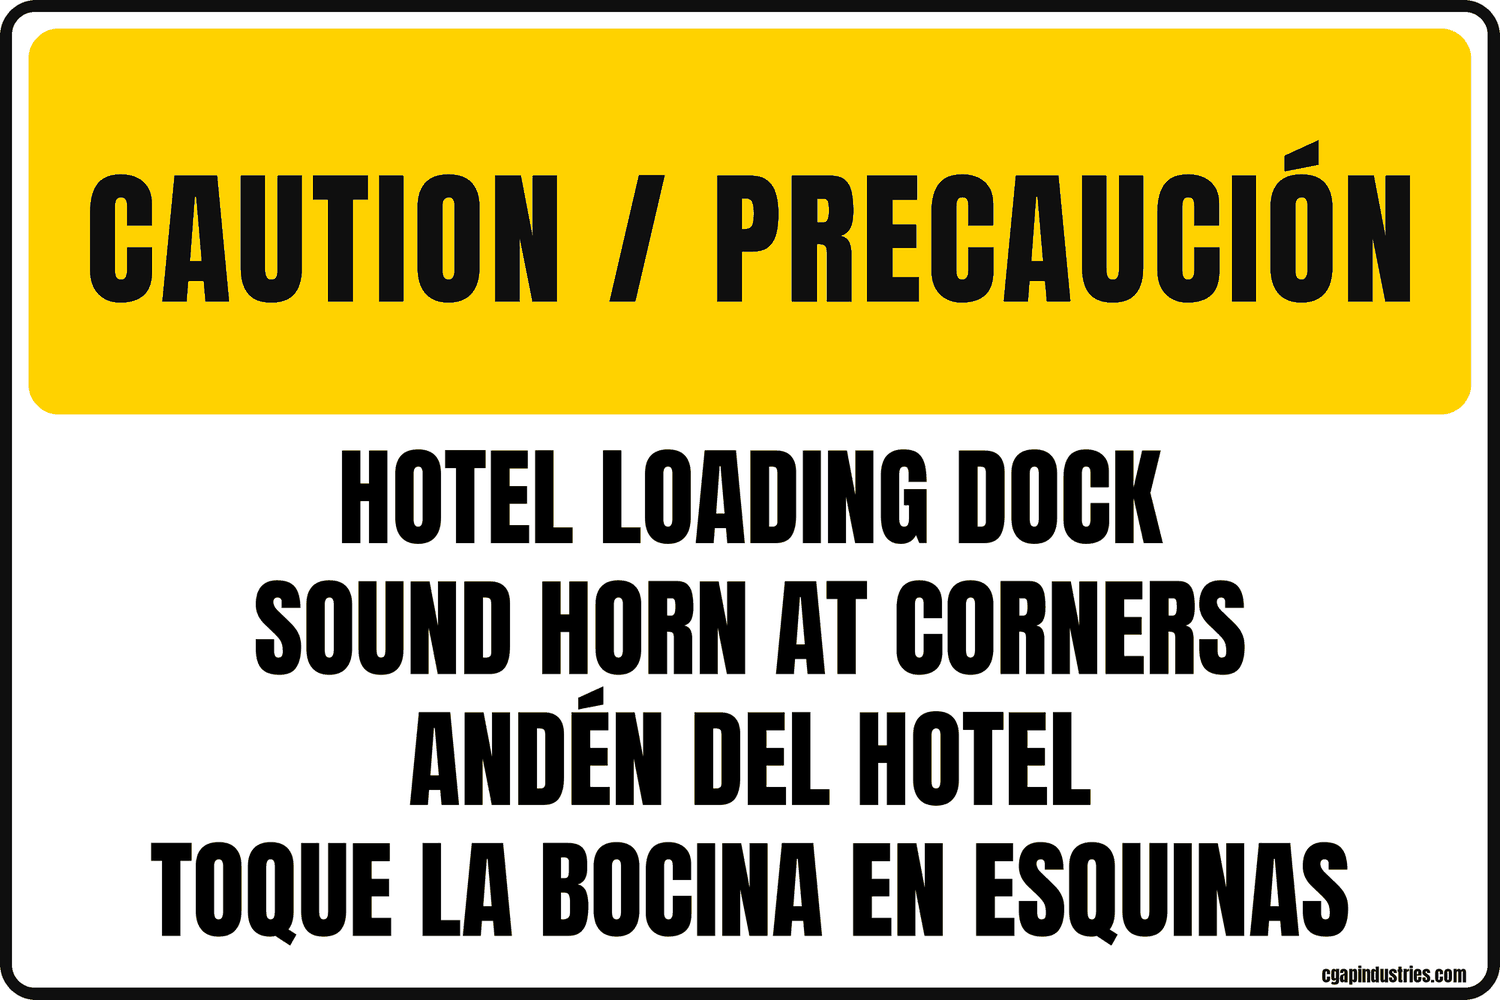 CAUTION / PRECAUCIÓN
HOTEL LOADING DOCK
SOUND HORN AT CORNERS
ANDÉN DEL HOTEL
TOQUE LA BOCINA EN ESQUINAS
cgapindustries.com